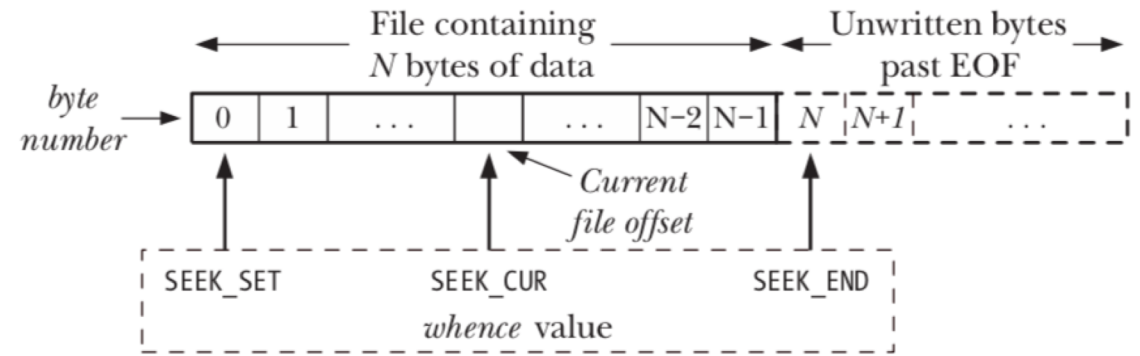 File containing
N bytes of data
Unwritten bytes
past EOF
byte
number
0 1 ... ... N−2 N−1 N N+1 ...
Current
file offset
SEEK_SET SEEK_CUR SEEK_END
whence value